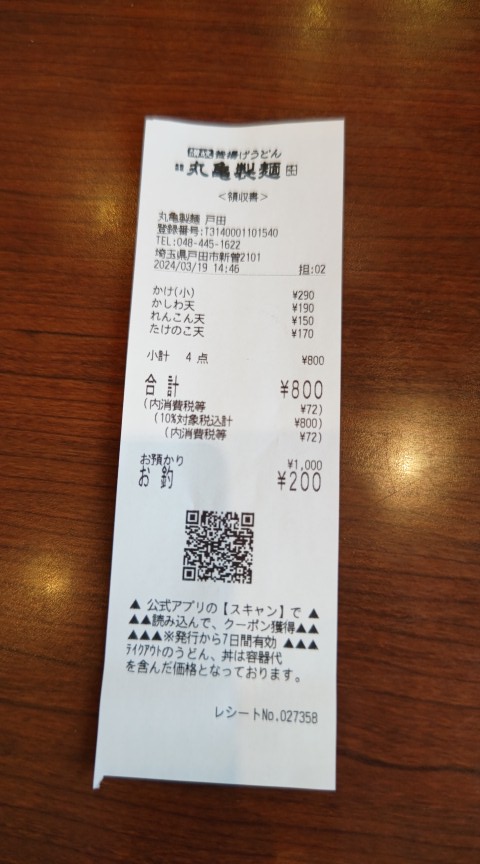 讃岐 釜揚げうどん
丸亀製麺
<領収書>
丸亀製麺 戸田
登録番号:T3140001101540
TEL:048-445-1622
埼玉県戸田市新曽2101
2024/03/19 14:46 担:02
かけ(小) ¥290
かしわ天 ¥190
れんこん天 ¥150
たけのこ天 ¥170
小計 4 点 ¥800
合計 ¥800
(内消費税等 ¥72)
(10%対象税込計 ¥800)
(内消費税等 ¥72)
お預かり ¥1,000
お釣 ¥200
▲ 公式アプリの【スキャン】で ▲
▲▲読み込んで、クーポン獲得▲▲
▲▲▲※発行から7日間有効 ▲▲▲
テイクアウトのうどん、丼は容器代
を含んだ価格となっております。
レシートNo.027358